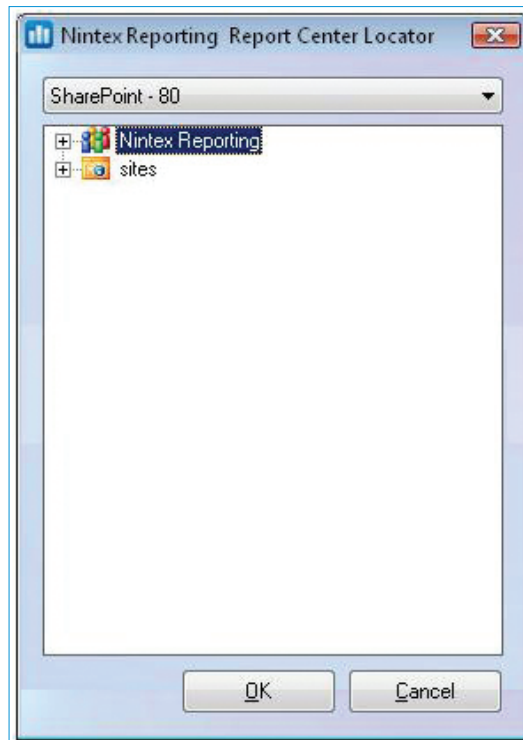 Nintex Reporting Report Center Locator
SharePoint - 80
Nintex Reporting
sites
OK
Cancel